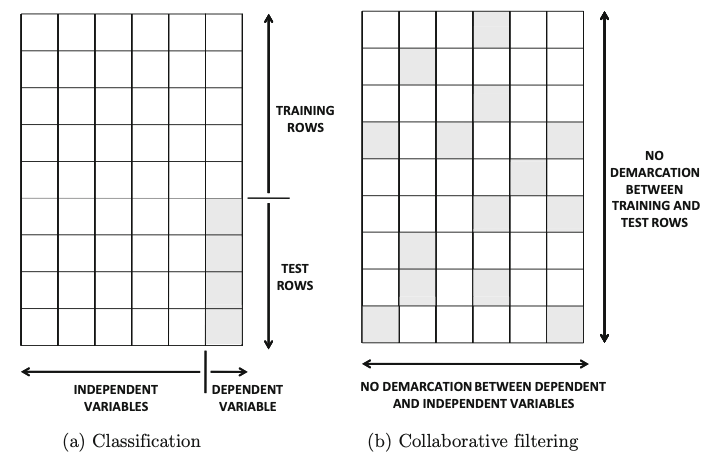 TRAINING
ROWS
TEST
ROWS
INDEPENDENT
VARIABLES
DEPENDENT
VARIABLE
(a) Classification
NO
DEMARCATION
BETWEEN
TRAINING AND
TEST ROWS
NO DEMARCATION BETWEEN DEPENDENT
AND INDEPENDENT VARIABLES
(b) Collaborative filtering